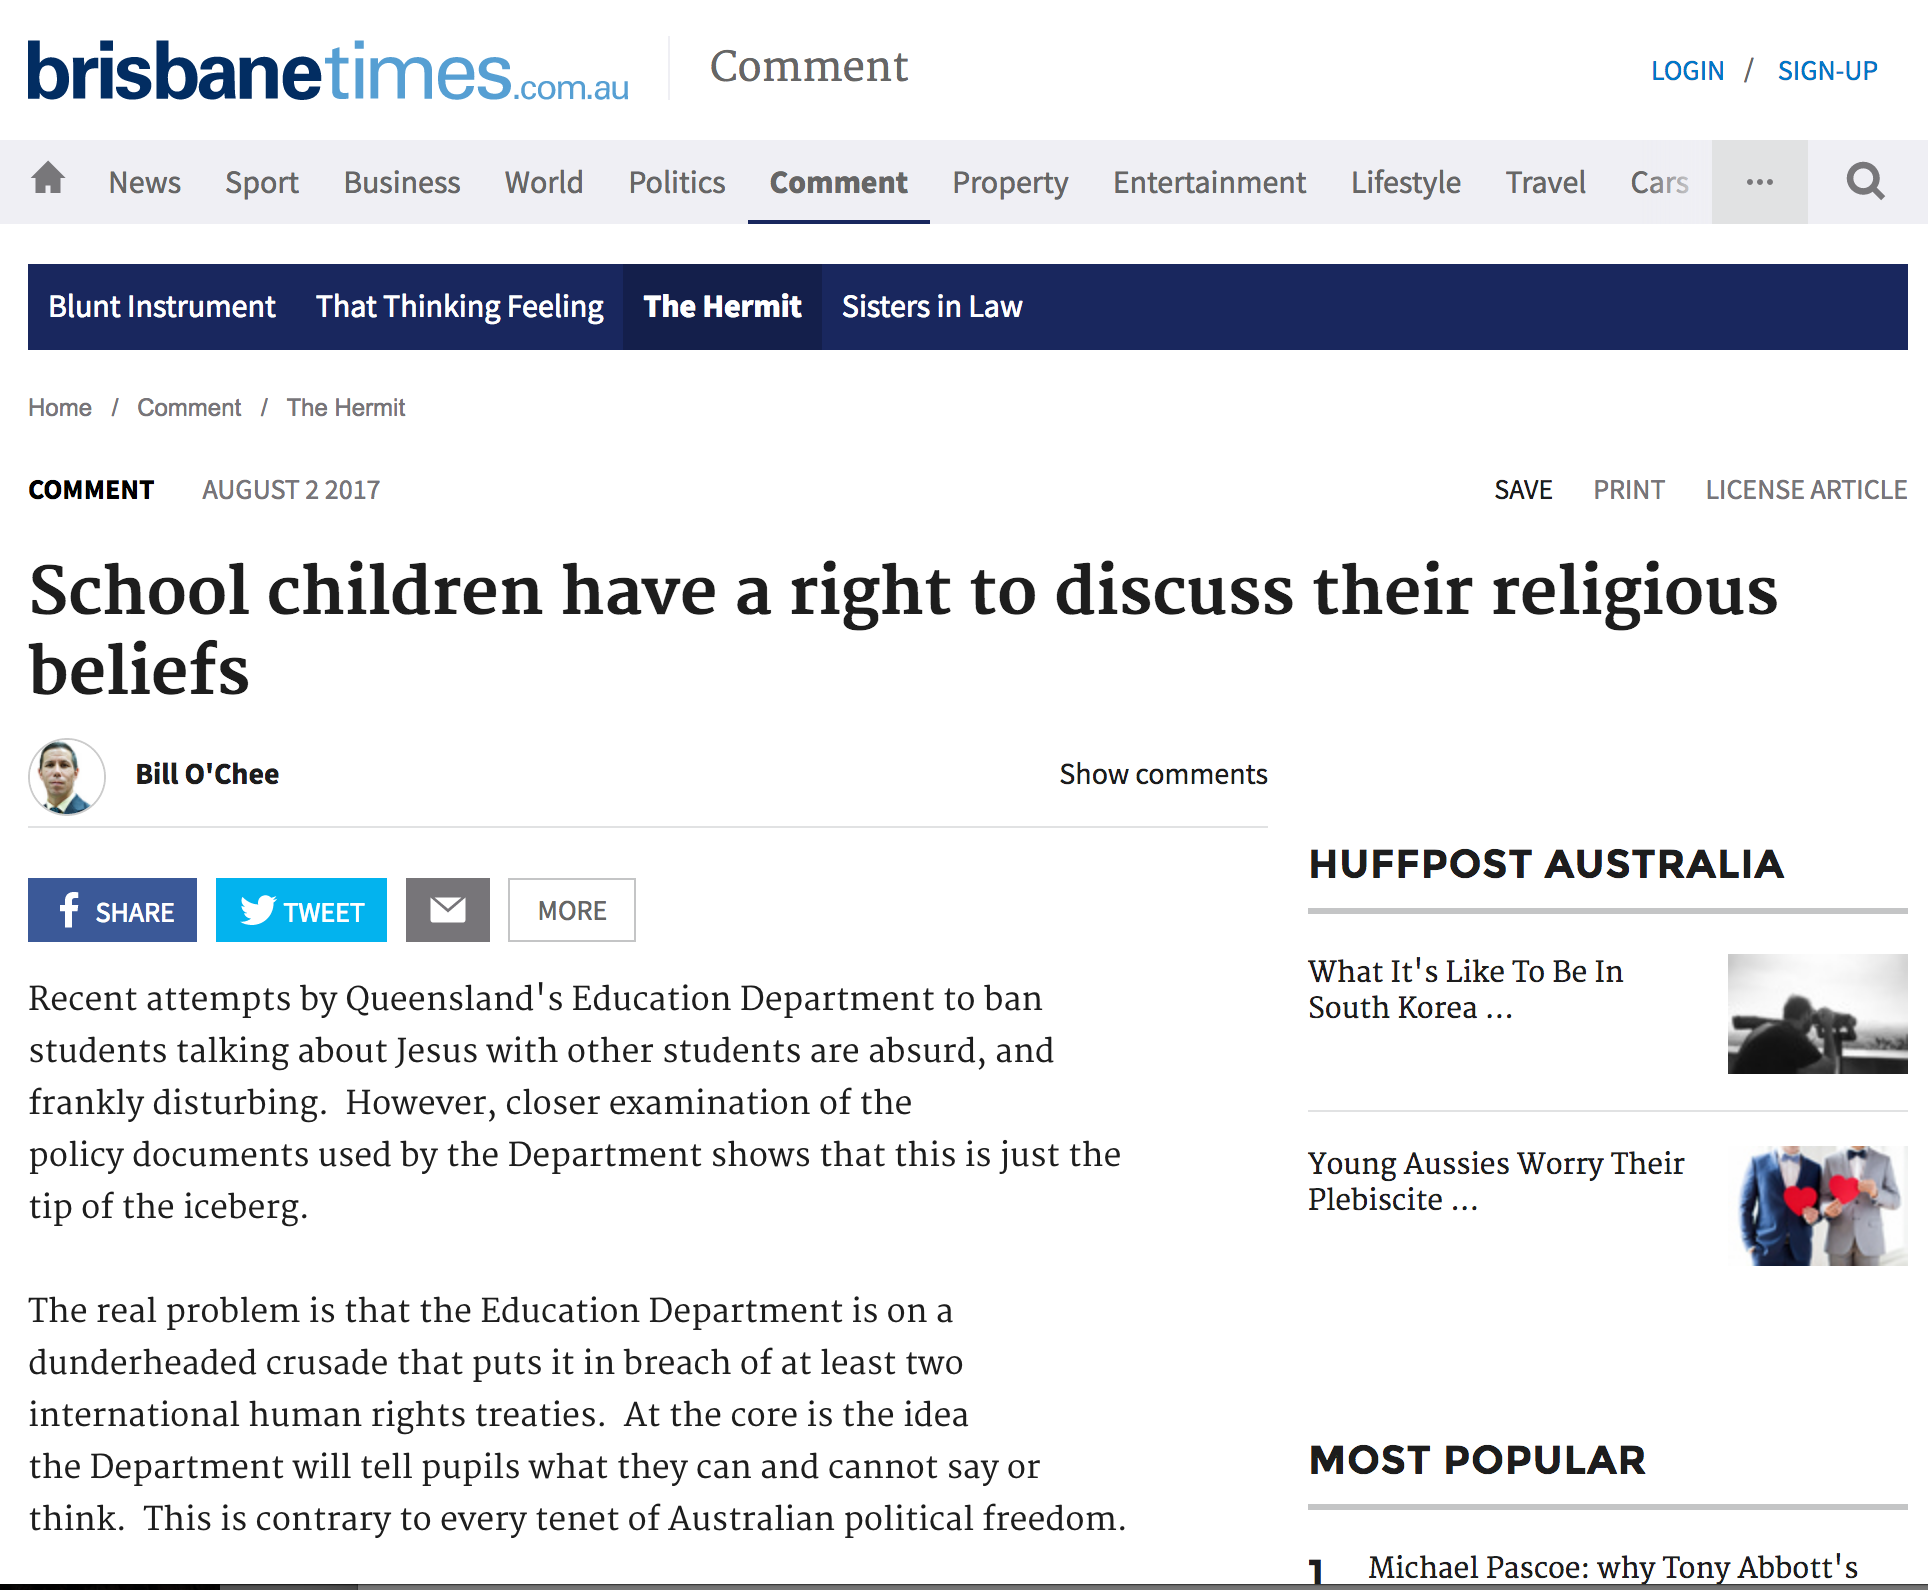 brisbanetimes.com.au
Comment
LOGIN / SIGN-UP
News Sport Business World Politics Comment Property Entertainment Lifestyle Travel Cars ...
Blunt Instrument That Thinking Feeling The Hermit Sisters in Law
Home / Comment / The Hermit
COMMENT AUGUST 2 2017
SAVE PRINT LICENSE ARTICLE
School children have a right to discuss their religious
beliefs
Bill O'Chee
Show comments
SHARE TWEET MORE
Recent attempts by Queensland's Education Department to ban
students talking about Jesus with other students are absurd, and
frankly disturbing.  However, closer examination of the
policy documents used by the Department shows that this is just the
tip of the iceberg.
The real problem is that the Education Department is on a
dunderheaded crusade that puts it in breach of at least two
international human rights treaties.  At the core is the idea
the Department will tell pupils what they can and cannot say or
think.  This is contrary to every tenet of Australian political freedom.
HUFFPOST AUSTRALIA
What It's Like To Be In
South Korea ...
Young Aussies Worry Their
Plebiscite ...
MOST POPULAR
1 Michael Pascoe: why Tony Abbott's